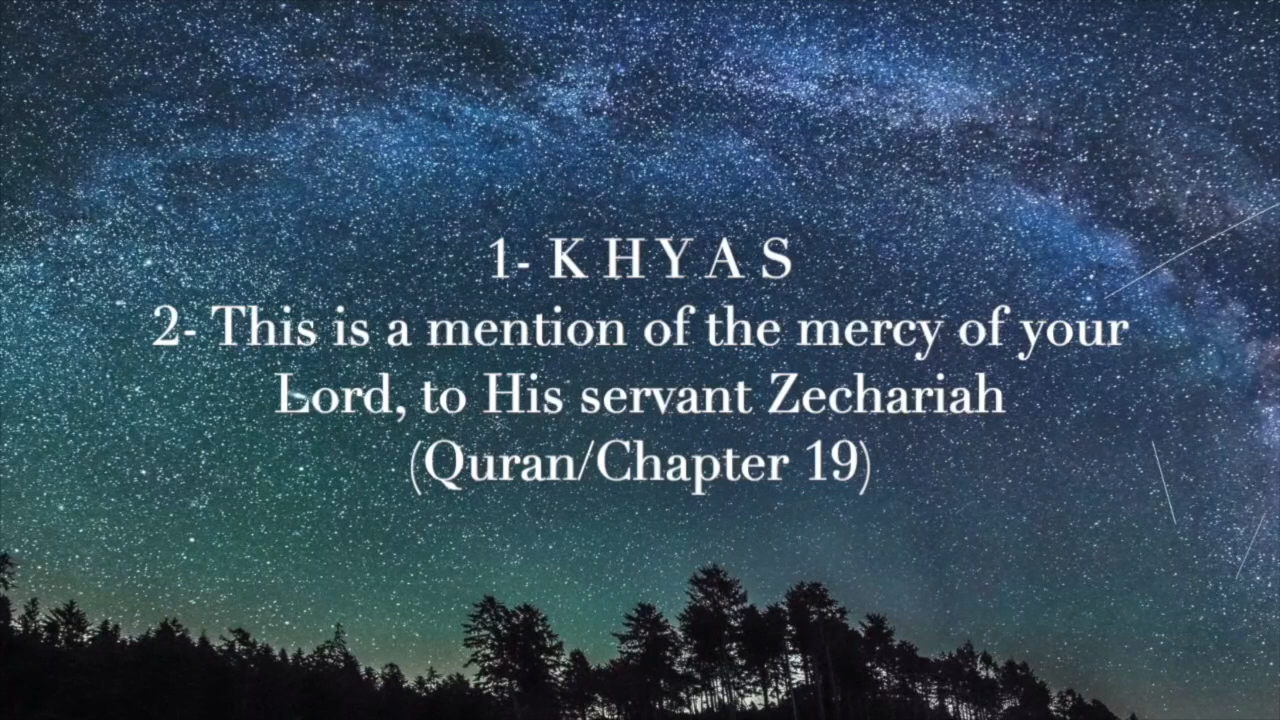 1- K H Y A S
2- This is a mention of the mercy of your
Lord, to His servant Zechariah
(Quran/Chapter 19)